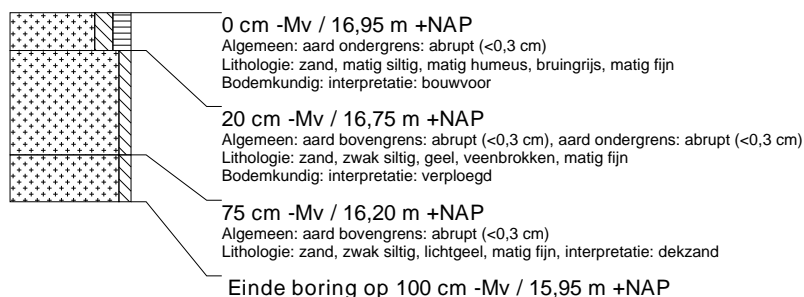 0 cm -Mv / 16,95 m +NAP
Algemeen: aard ondergrens: abrupt (<0,3 cm)
Lithologie: zand, matig siltig, matig humeus, bruingrijs, matig fijn
Bodemkundig: interpretatie: bouwvoor
20 cm -Mv / 16,75 m +NAP
Algemeen: aard bovengrens: abrupt (<0,3 cm), aard ondergrens: abrupt (<0,3 cm)
Lithologie: zand, zwak siltig, geel, veenbrokken, matig fijn
Bodemkundig: interpretatie: verploegd
75 cm -Mv / 16,20 m +NAP
Algemeen: aard bovengrens: abrupt (<0,3 cm)
Lithologie: zand, zwak siltig, lichtgeel, matig fijn, interpretatie: dekzand
Einde boring op 100 cm -Mv / 15,95 m +NAP